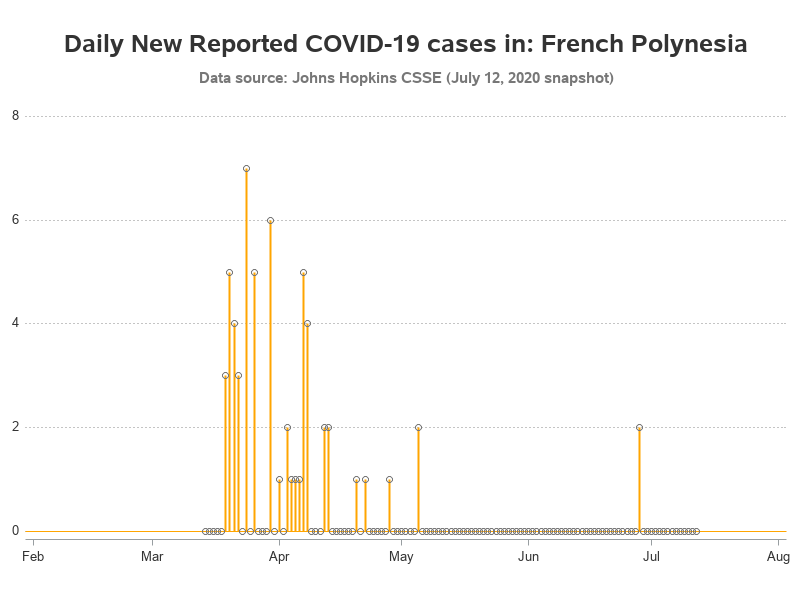 Daily New Reported COVID-19 cases in: French Polynesia
Data source: Johns Hopkins CSSE (July 12, 2020 snapshot)
8
6
4
2
0
Feb Mar Apr May Jun Jul Aug